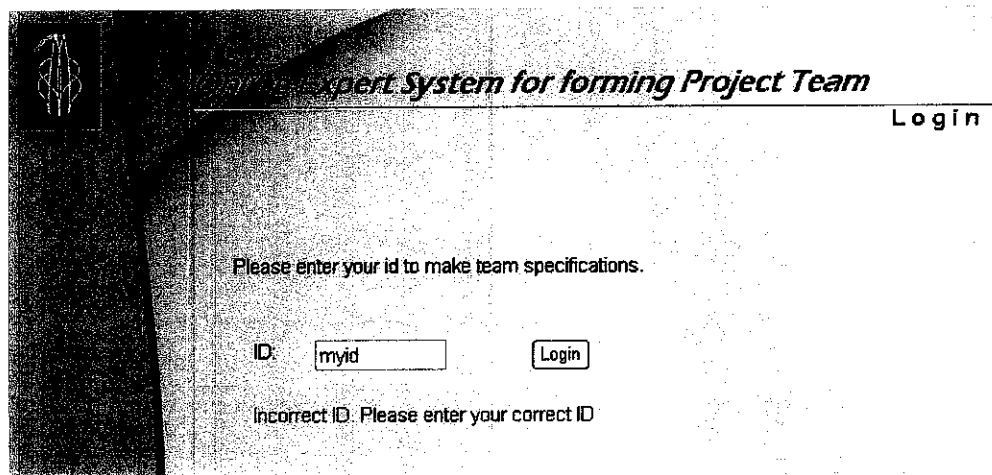 Expert System for forming Project Team
Login
Please enter your id to make team specifications.
ID: myid Login
Incorrect ID. Please enter your correct ID